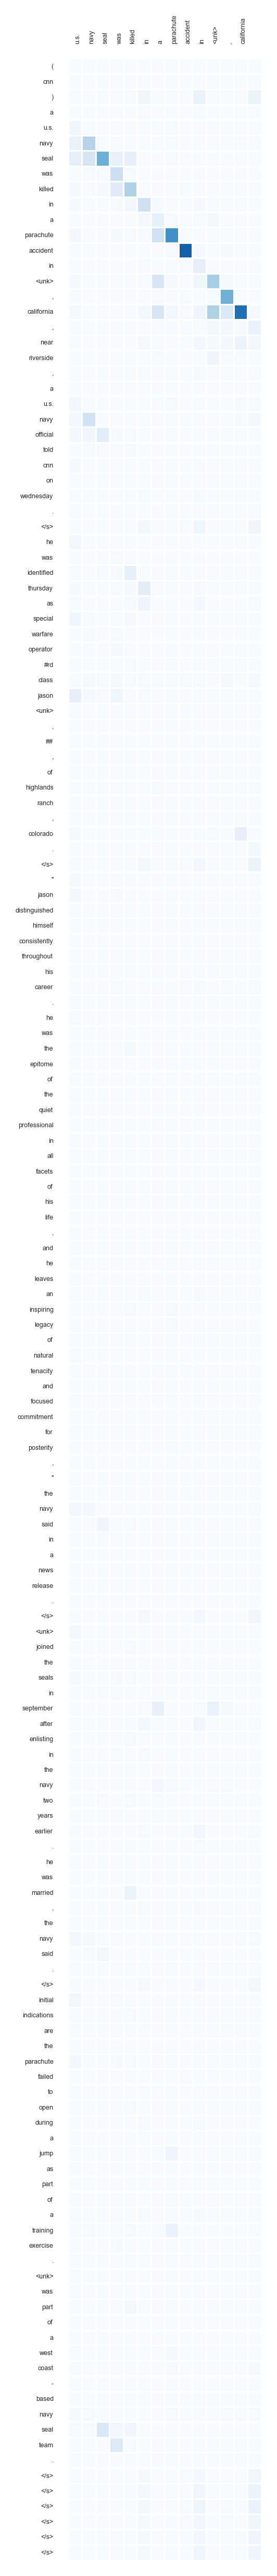 u.s.
navy
seal
was
killed
in
a
parachute
accident
in
<unk>
,
california
(
cnn
)
a
u.s.
navy
seal
was
killed
in
a
parachute
accident
in
<unk>
,
california
,
near
riverside
,
a
u.s.
navy
official
told
cnn
on
wednesday
.
</s>
he
was
identified
thursday
as
special
warfare
operator
#rd
class
jason
<unk>
,
##
,
of
highlands
ranch
,
colorado
.
</s>
"
jason
distinguished
himself
consistently
throughout
his
career
.
he
was
the
epitome
of
the
quiet
professional
in
all
facets
of
his
life
,
and
he
leaves
an
inspiring
legacy
of
natural
tenacity
and
focused
commitment
for
posterity
,
"
the
navy
said
in
a
news
release
.
</s>
<unk>
joined
the
seals
in
september
after
enlisting
in
the
navy
two
years
earlier
.
he
was
married
,
the
navy
said
.
</s>
initial
indications
are
the
parachute
failed
to
open
during
a
jump
as
part
of
a
training
exercise
.
<unk>
was
part
of
a
west
coast
-
based
navy
seal
team
.
</s>
</s>
</s>
</s>
</s>
</s>